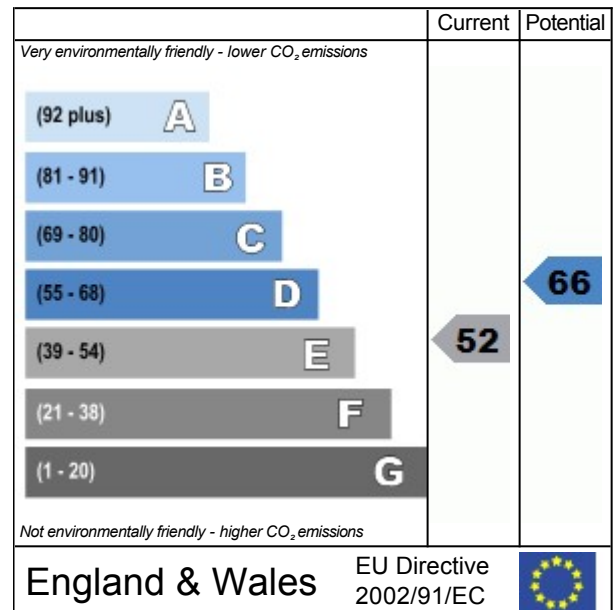 Current Potential
Very environmentally friendly - lower CO₂ emissions
(92 plus) A
(81 - 91) B
(69 - 80) C
(55 - 68) D
66
(39 - 54) E
52
(21 - 38) F
(1 - 20) G
Not environmentally friendly - higher CO₂ emissions
England & Wales
EU Directive
2002/91/EC